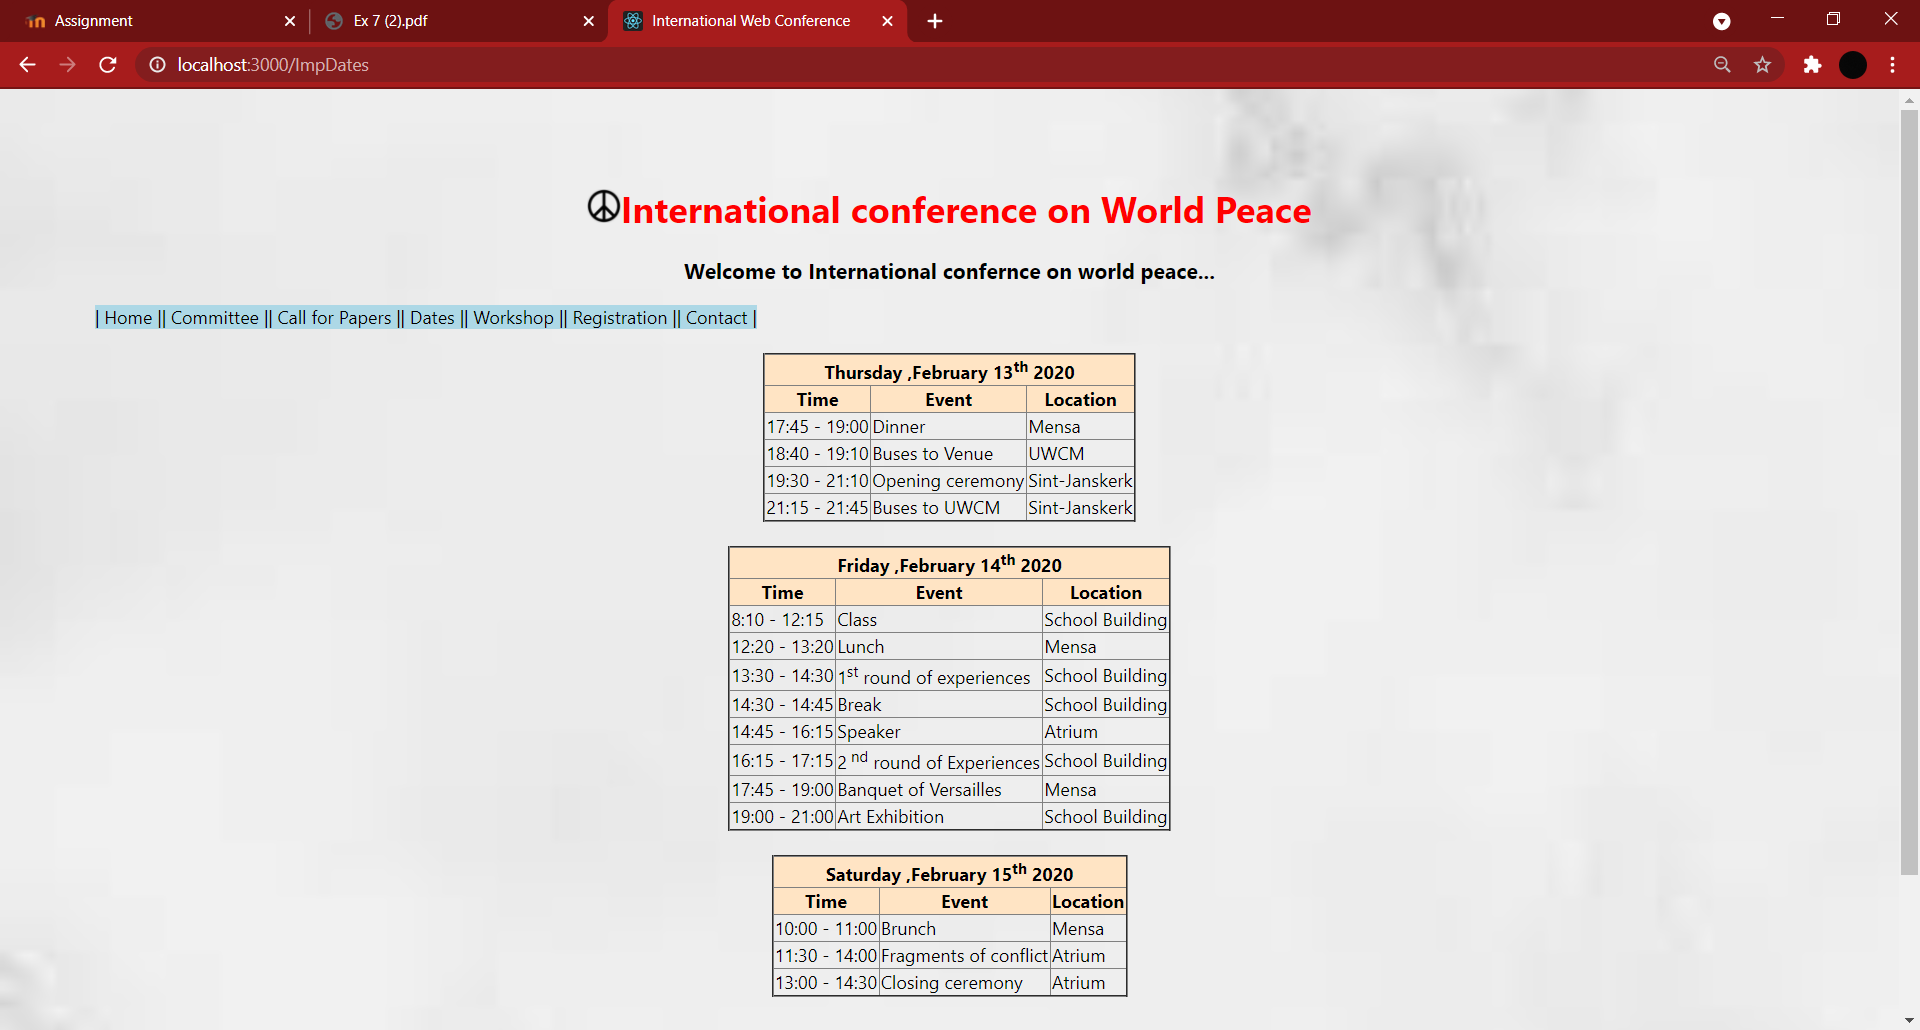 Assignment
Ex 7 (2).pdf
International Web Conference
localhost:3000/ImpDates
International conference on World Peace
Welcome to International confernce on world peace...
| Home || Committee || Call for Papers || Dates || Workshop || Registration || Contact |
Thursday ,February 13th 2020
Time Event Location
17:45 - 19:00 Dinner Mensa
18:40 - 19:10 Buses to Venue UWCM
19:30 - 21:10 Opening ceremony Sint-Janskerk
21:15 - 21:45 Buses to UWCM Sint-Janskerk
Friday ,February 14th 2020
Time Event Location
8:10 - 12:15 Class School Building
12:20 - 13:20 Lunch Mensa
13:30 - 14:30 1st round of experiences School Building
14:30 - 14:45 Break School Building
14:45 - 16:15 Speaker Atrium
16:15 - 17:15 2 nd round of Experiences School Building
17:45 - 19:00 Banquet of Versailles Mensa
19:00 - 21:00 Art Exhibition School Building
Saturday ,February 15th 2020
Time Event Location
10:00 - 11:00 Brunch Mensa
11:30 - 14:00 Fragments of conflict Atrium
13:00 - 14:30 Closing ceremony Atrium